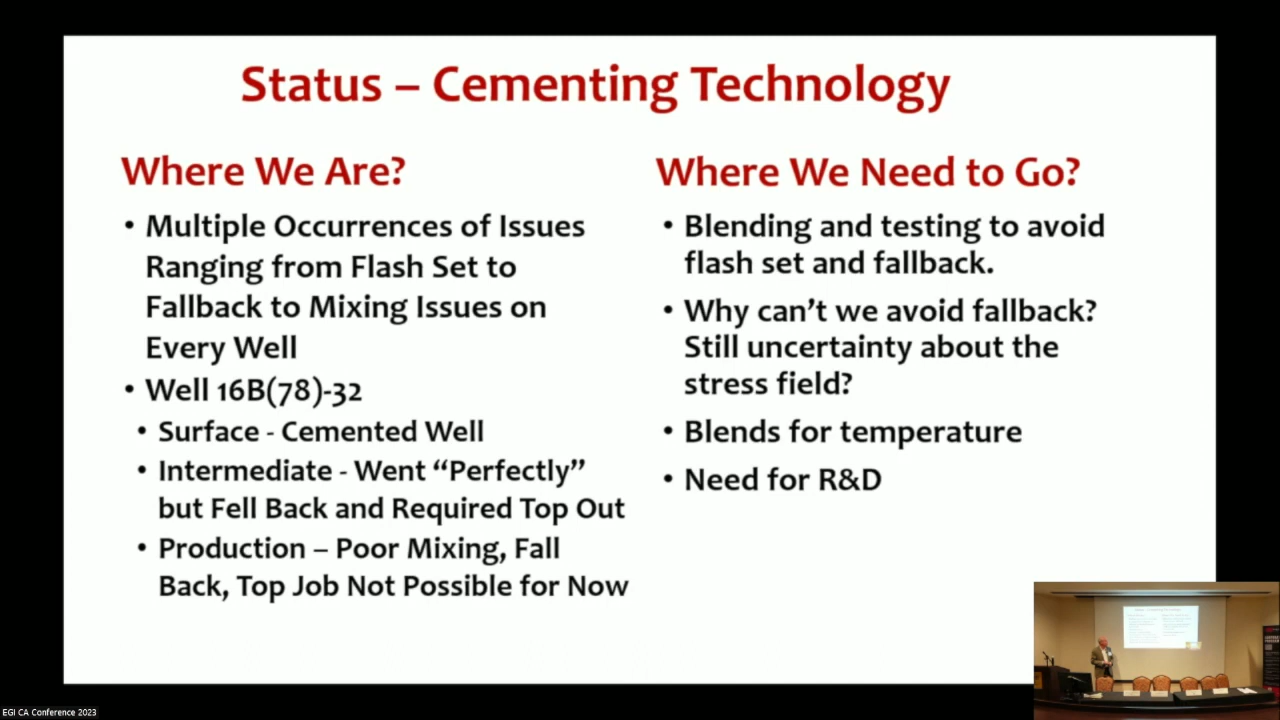 Status – Cementing Technology
Where We Are?
• Multiple Occurrences of Issues
Ranging from Flash Set to
Fallback to Mixing Issues on
Every Well
• Well 16B(78)-32
• Surface - Cemented Well
• Intermediate - Went “Perfectly”
but Fell Back and Required Top Out
• Production – Poor Mixing, Fall
Back, Top Job Not Possible for Now
Where We Need to Go?
• Blending and testing to avoid
flash set and fallback.
• Why can’t we avoid fallback?
Still uncertainty about the
stress field?
• Blends for temperature
• Need for R&D
EGI CA Conference 2023